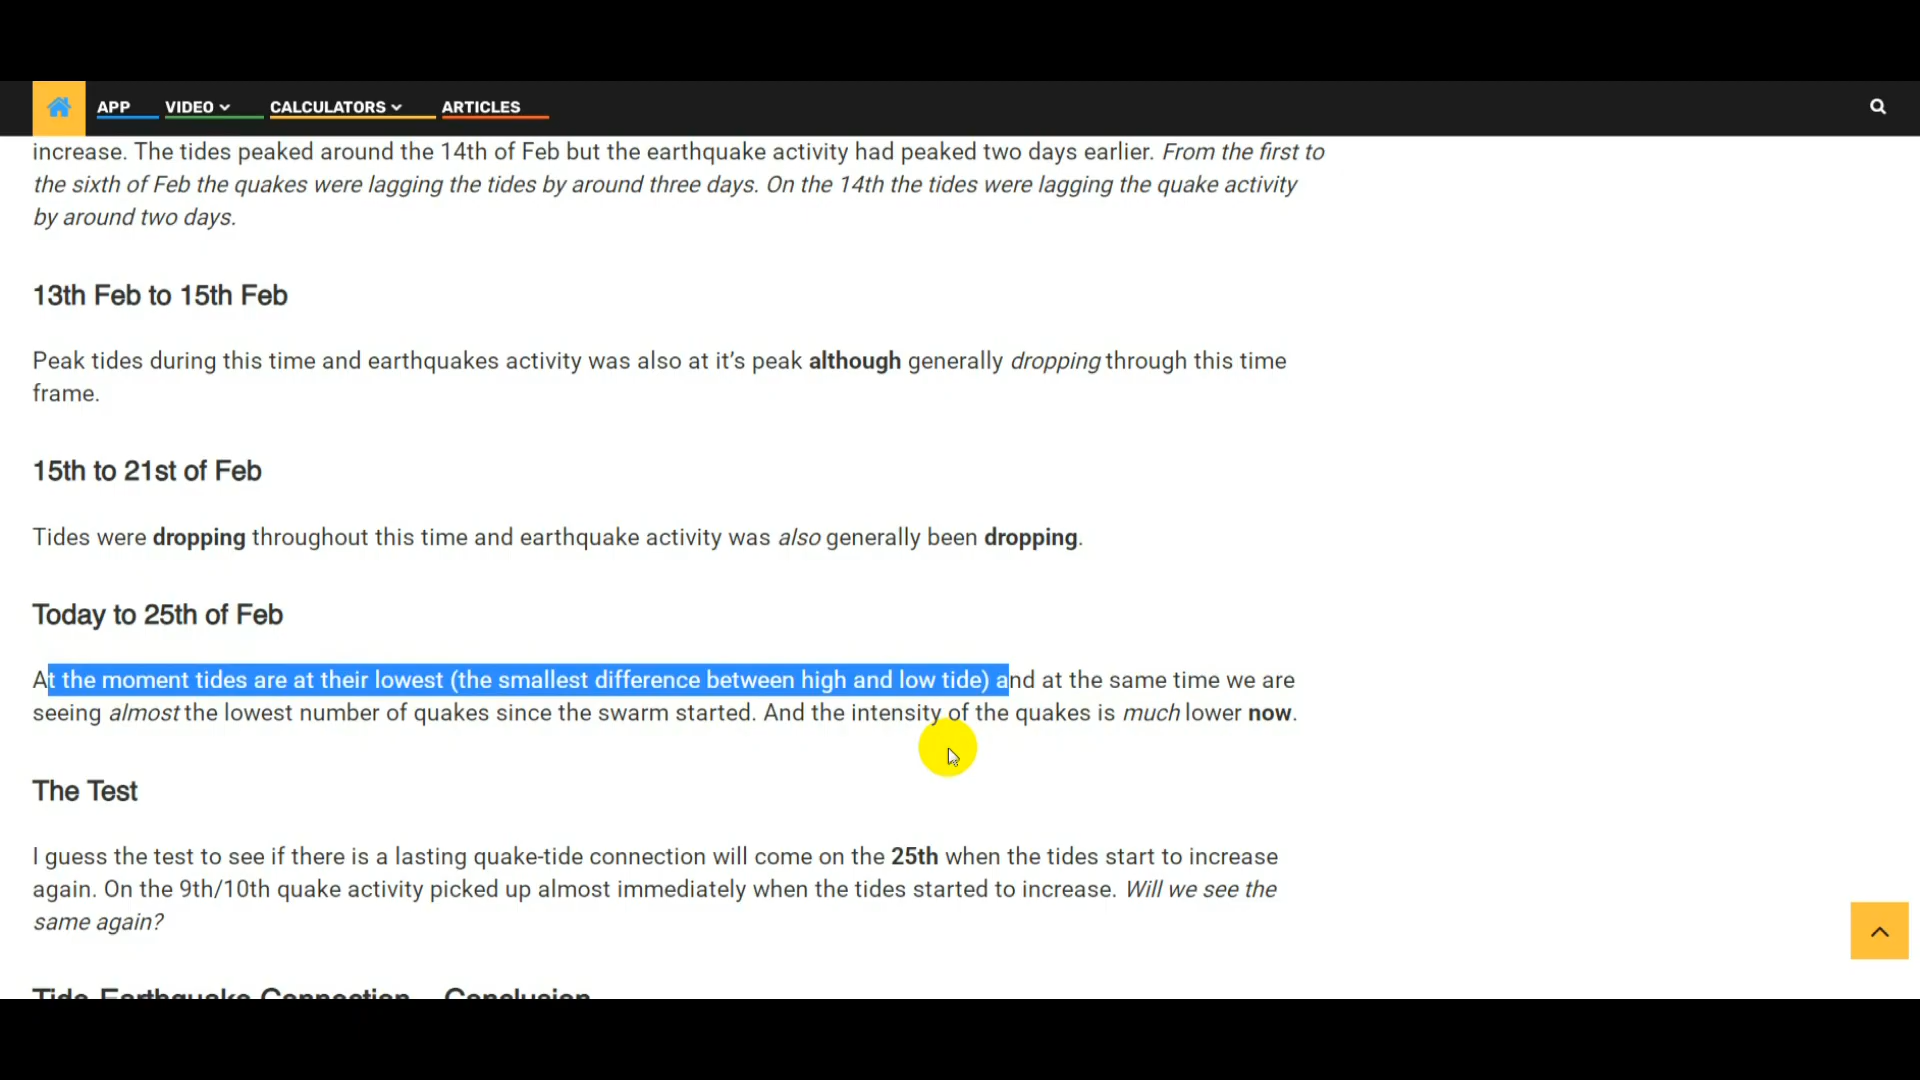 APP VIDEO CALCULATORS ARTICLES
increase. The tides peaked around the 14th of Feb but the earthquake activity had peaked two days earlier. From the first to
the sixth of Feb the quakes were lagging the tides by around three days. On the 14th the tides were lagging the quake activity
by around two days.
13th Feb to 15th Feb
Peak tides during this time and earthquakes activity was also at it’s peak although generally dropping through this time
frame.
15th to 21st of Feb
Tides were dropping throughout this time and earthquake activity was also generally been dropping.
Today to 25th of Feb
At the moment tides are at their lowest (the smallest difference between high and low tide) and at the same time we are
seeing almost the lowest number of quakes since the swarm started. And the intensity of the quakes is much lower now.
The Test
I guess the test to see if there is a lasting quake-tide connection will come on the 25th when the tides start to increase
again. On the 9th/10th quake activity picked up almost immediately when the tides started to increase. Will we see the
same again?
Tide-Earthquake Connection – Conclusion